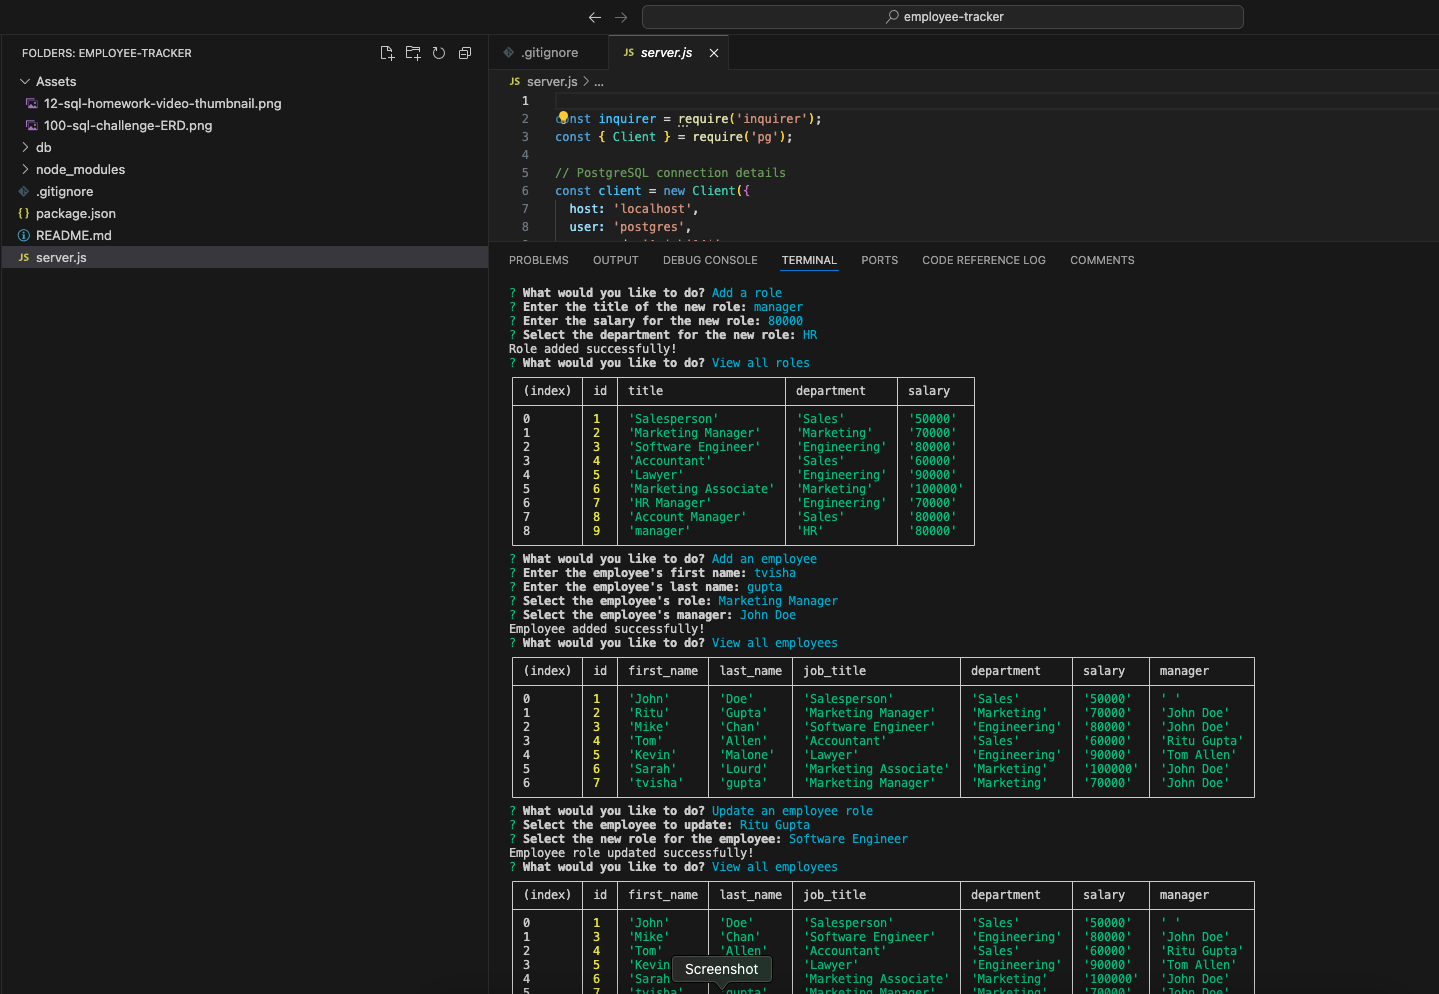 employee-tracker
FOLDERS: EMPLOYEE-TRACKER
Assets
12-sql-homework-video-thumbnail.png
100-sql-challenge-ERD.png
db
node_modules
.gitignore
{} package.json
README.md
JS server.js
.gitignore
JS server.js
JS server.js > ...
1
2 const inquirer = require('inquirer');
3 const { Client } = require('pg');
4
5 // PostgreSQL connection details
6 const client = new Client({
7 host: 'localhost',
8 user: 'postgres',
PROBLEMS OUTPUT DEBUG CONSOLE TERMINAL PORTS CODE REFERENCE LOG COMMENTS
? What would you like to do? Add a role
? Enter the title of the new role: manager
? Enter the salary for the new role: 80000
? Select the department for the new role: HR
Role added successfully!
? What would you like to do? View all roles
(index) id title department salary
0 1 'Salesperson' 'Sales' '50000'
1 2 'Marketing Manager' 'Marketing' '70000'
2 3 'Software Engineer' 'Engineering' '80000'
3 4 'Accountant' 'Sales' '60000'
4 5 'Lawyer' 'Engineering' '90000'
5 6 'Marketing Associate' 'Marketing' '100000'
6 7 'HR Manager' 'Engineering' '70000'
7 8 'Account Manager' 'Sales' '80000'
8 9 'manager' 'HR' '80000'
? What would you like to do? Add an employee
? Enter the employee's first name: tvisha
? Enter the employee's last name: gupta
? Select the employee's role: Marketing Manager
? Select the employee's manager: John Doe
Employee added successfully!
? What would you like to do? View all employees
(index) id first_name last_name job_title department salary manager
0 1 'John' 'Doe' 'Salesperson' 'Sales' '50000' ' '
1 2 'Ritu' 'Gupta' 'Marketing Manager' 'Marketing' '70000' 'John Doe'
2 3 'Mike' 'Chan' 'Software Engineer' 'Engineering' '80000' 'John Doe'
3 4 'Tom' 'Allen' 'Accountant' 'Sales' '60000' 'Ritu Gupta'
4 5 'Kevin' 'Malone' 'Lawyer' 'Engineering' '90000' 'Tom Allen'
5 6 'Sarah' 'Lourd' 'Marketing Associate' 'Marketing' '100000' 'John Doe'
6 7 'tvisha' 'gupta' 'Marketing Manager' 'Marketing' '70000' 'John Doe'
? What would you like to do? Update an employee role
? Select the employee to update: Ritu Gupta
? Select the new role for the employee: Software Engineer
Employee role updated successfully!
? What would you like to do? View all employees
(index) id first_name last_name job_title department salary manager
0 1 'John' 'Doe' 'Salesperson' 'Sales' '50000' ' '
1 3 'Mike' 'Chan' 'Software Engineer' 'Engineering' '80000' 'John Doe'
2 4 'Tom' 'Allen' 'Accountant' 'Sales' '60000' 'Ritu Gupta'
3 5 'Kevin 'Lawyer' 'Engineering' '90000' 'Tom Allen'
4 6 'Sarah 'Marketing Associate' 'Marketing' '100000' 'John Doe'
5 7 'tvisha' 'gupta' 'Marketing Manager' 'Marketing' '70000' 'John Doe'
Screenshot